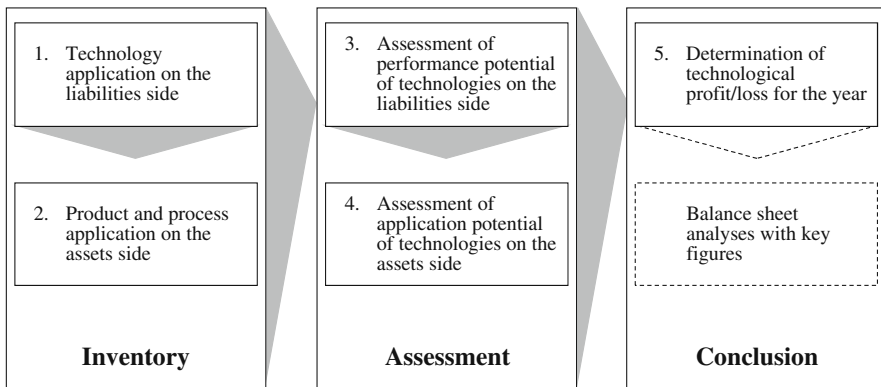 1. Technology
application on the
liabilities side
2. Product and process
application on the
assets side
Inventory
3. Assessment of
performance potential
of technologies on the
liabilities side
4. Assessment of
application potential
of technologies on the
assets side
Assessment
5. Determination of
technological
profit/loss for the year
Balance sheet
analyses with key
figures
Conclusion